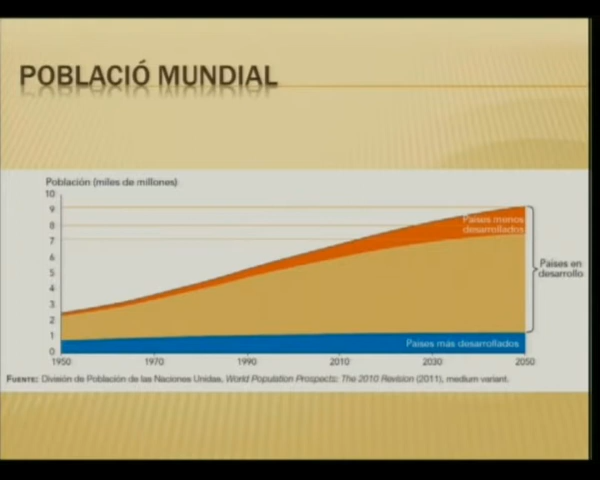 POBLACIÓ MUNDIAL
Población (miles de millones)
10
9
8
7
6
5
4
3
2
1
0
Países menos
desarrollados
Países en
desarrollo
Países más desarrollados
1950 1970 1990 2010 2030 2050
FUENTE: División de Población de las Naciones Unidas, World Population Prospects: The 2010 Revision (2011), medium variant.